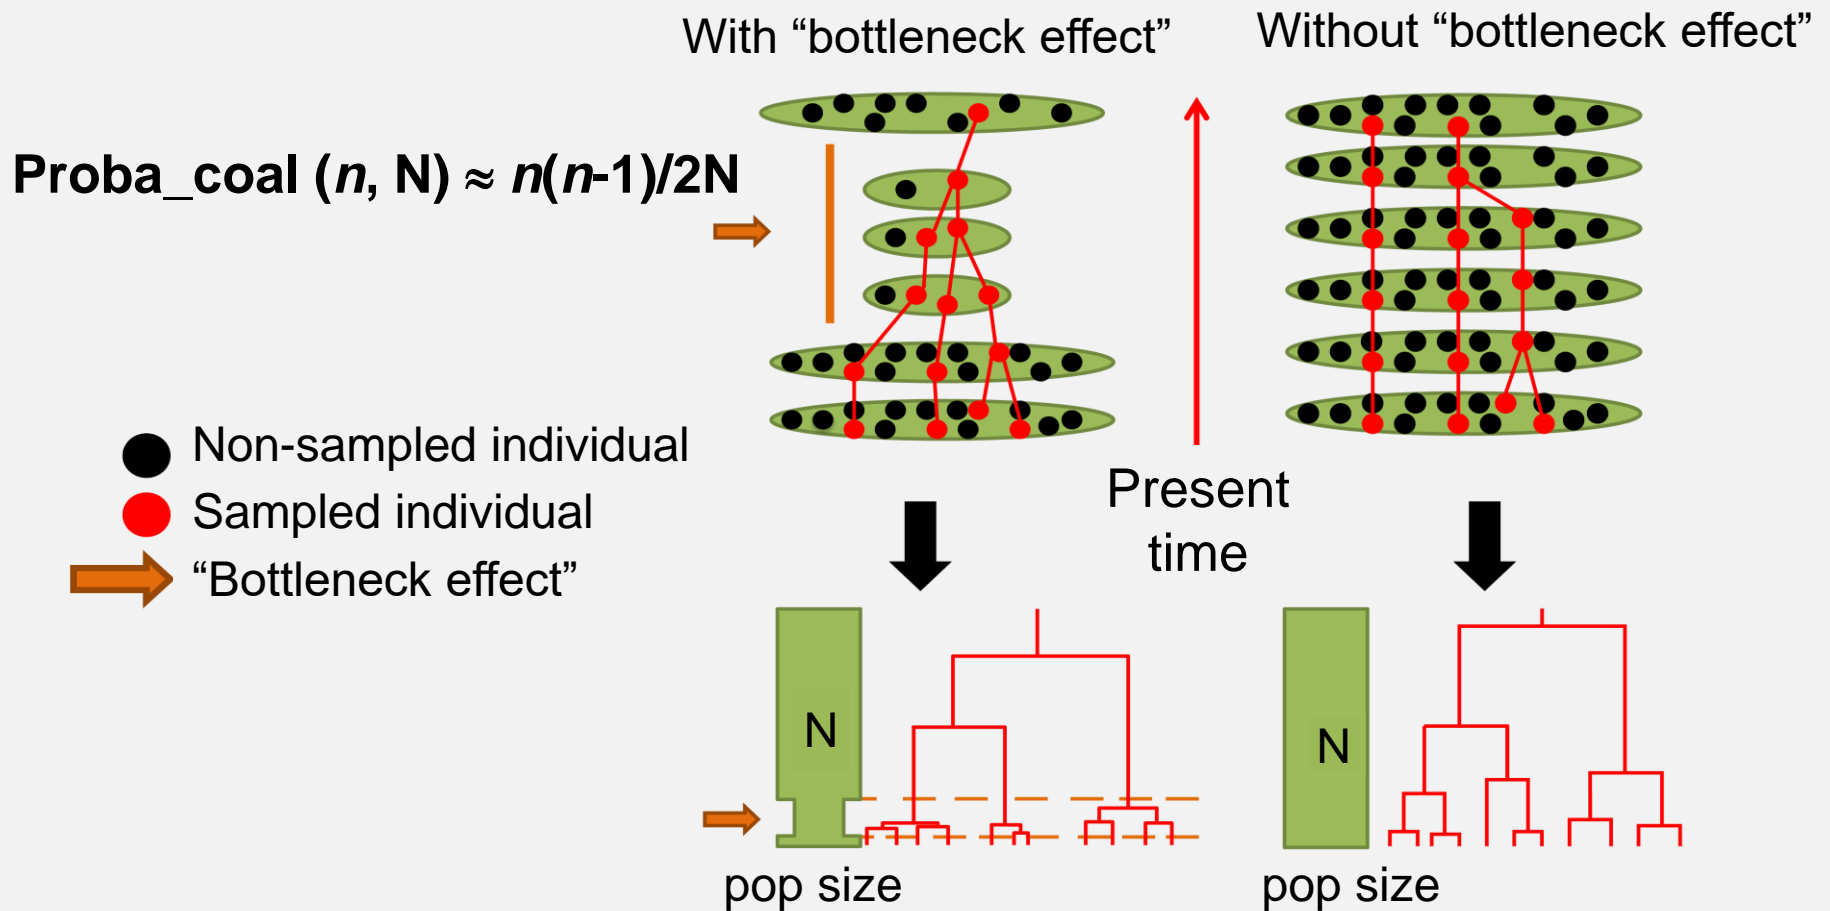 With “bottleneck effect”
Without “bottleneck effect”
Proba_coal (n, N) ≈ n(n-1)/2N
Non-sampled individual
Sampled individual
“Bottleneck effect”
Present
time
N
N
pop size
pop size